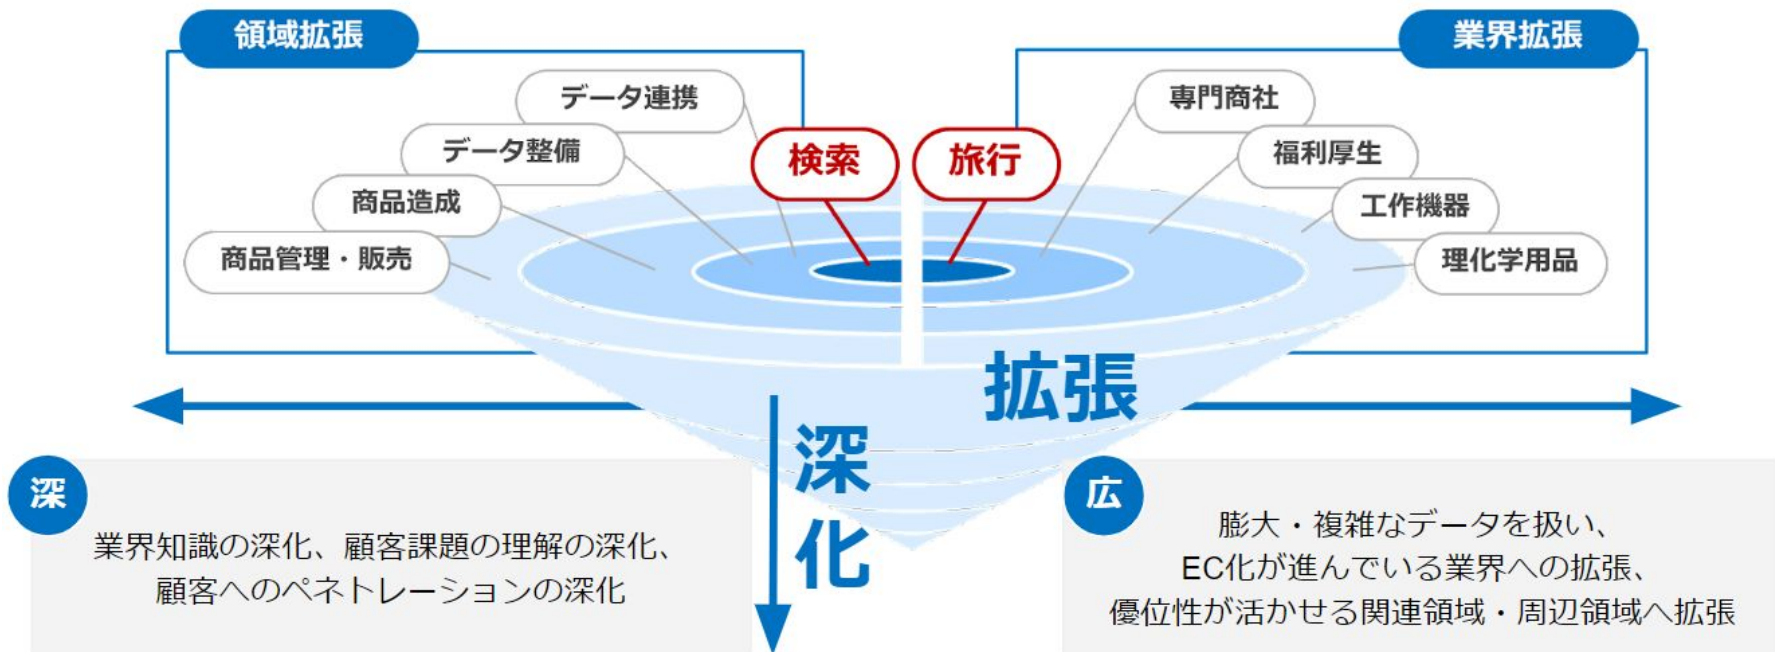 領域拡張
業界拡張
データ連携
専門商社
データ整備
検索
旅行
福利厚生
商品造成
工作機器
商品管理・販売
理化学用品
拡張
深化
深
業界知識の深化、顧客課題の理解の深化、
顧客へのペネトレーションの深化
広
膨大・複雑なデータを扱い、
EC化が進んでいる業界への拡張、
優位性が活かせる関連領域・周辺領域へ拡張